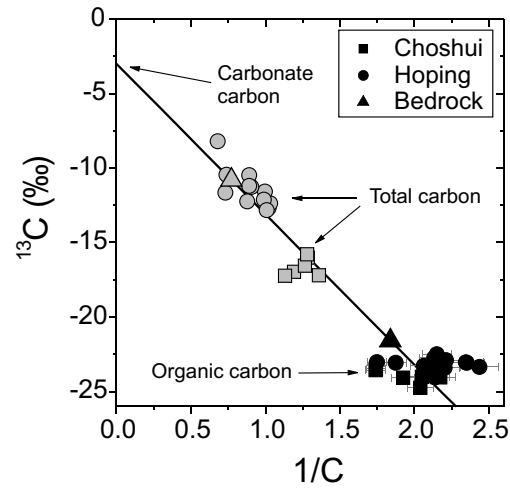 0
-5
-10
-15
-20
-25
¹³C (‰)
Choshui
Hoping
Bedrock
Carbonate
carbon
Total carbon
Organic carbon
0.0 0.5 1.0 1.5 2.0 2.5
1/C